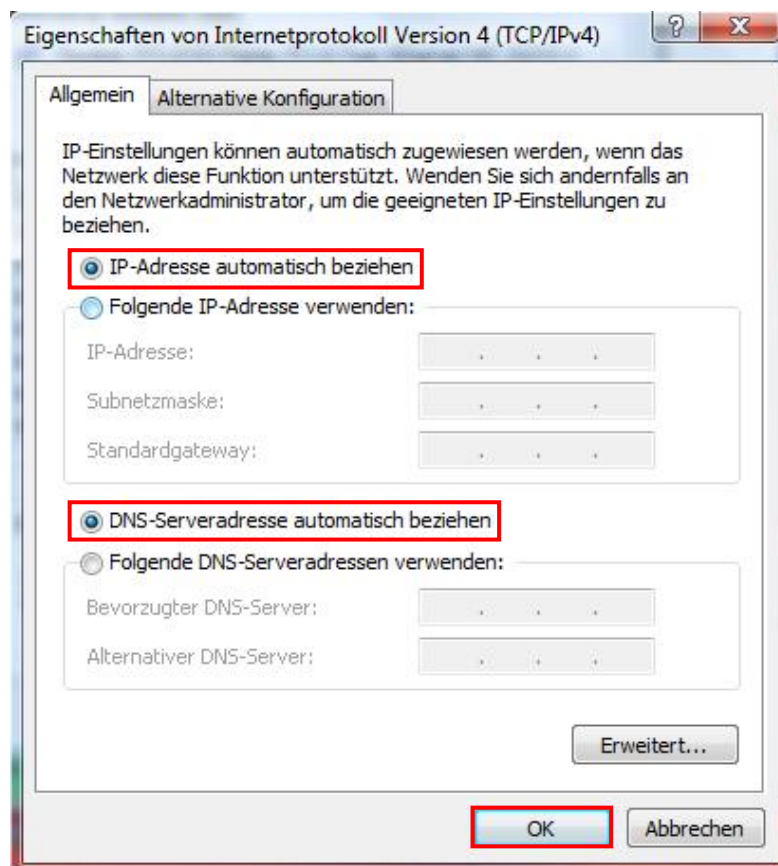 Eigenschaften von Internetprotokoll Version 4 (TCP/IPv4)
? X
Allgemein
Alternative Konfiguration
IP-Einstellungen können automatisch zugewiesen werden, wenn das
Netzwerk diese Funktion unterstützt. Wenden Sie sich andernfalls an
den Netzwerkadministrator, um die geeigneten IP-Einstellungen zu
beziehen.
IP-Adresse automatisch beziehen
Folgende IP-Adresse verwenden:
IP-Adresse: . . .
Subnetzmaske: . . .
Standardgateway: . . .
DNS-Serveradresse automatisch beziehen
Folgende DNS-Serveradressen verwenden:
Bevorzugter DNS-Server: . . .
Alternativer DNS-Server: . . .
Erweitert...
OK
Abbrechen